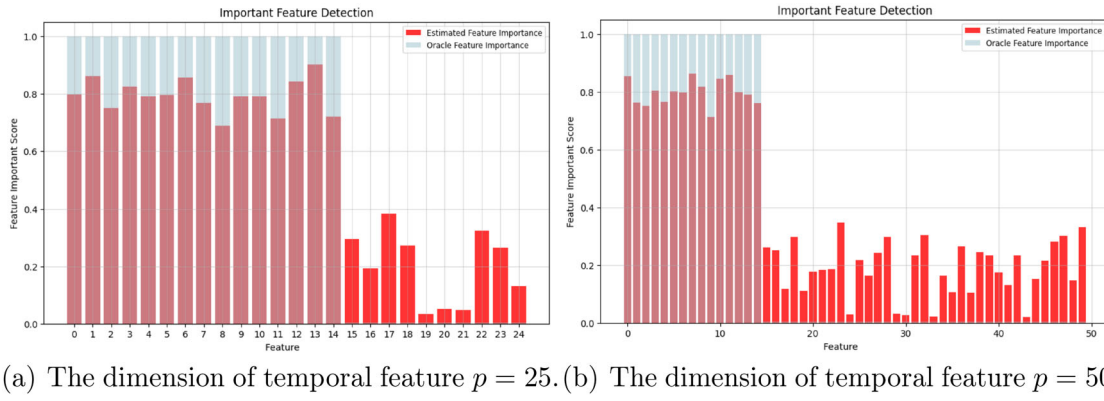 Important Feature Detection
Estimated Feature Importance
Oracle Feature Importance
Feature Important Score
1.0
0.8
0.6
0.4
0.2
0.0
0 1 2 3 4 5 6 7 8 9 10 11 12 13 14 15 16 17 18 19 20 21 22 23 24
Feature
Important Feature Detection
Estimated Feature Importance
Oracle Feature Importance
Feature Important Score
1.0
0.8
0.6
0.4
0.2
0.0
0 10 20 30 40 50
Feature
(a) The dimension of temporal feature p = 25.
(b) The dimension of temporal feature p = 50